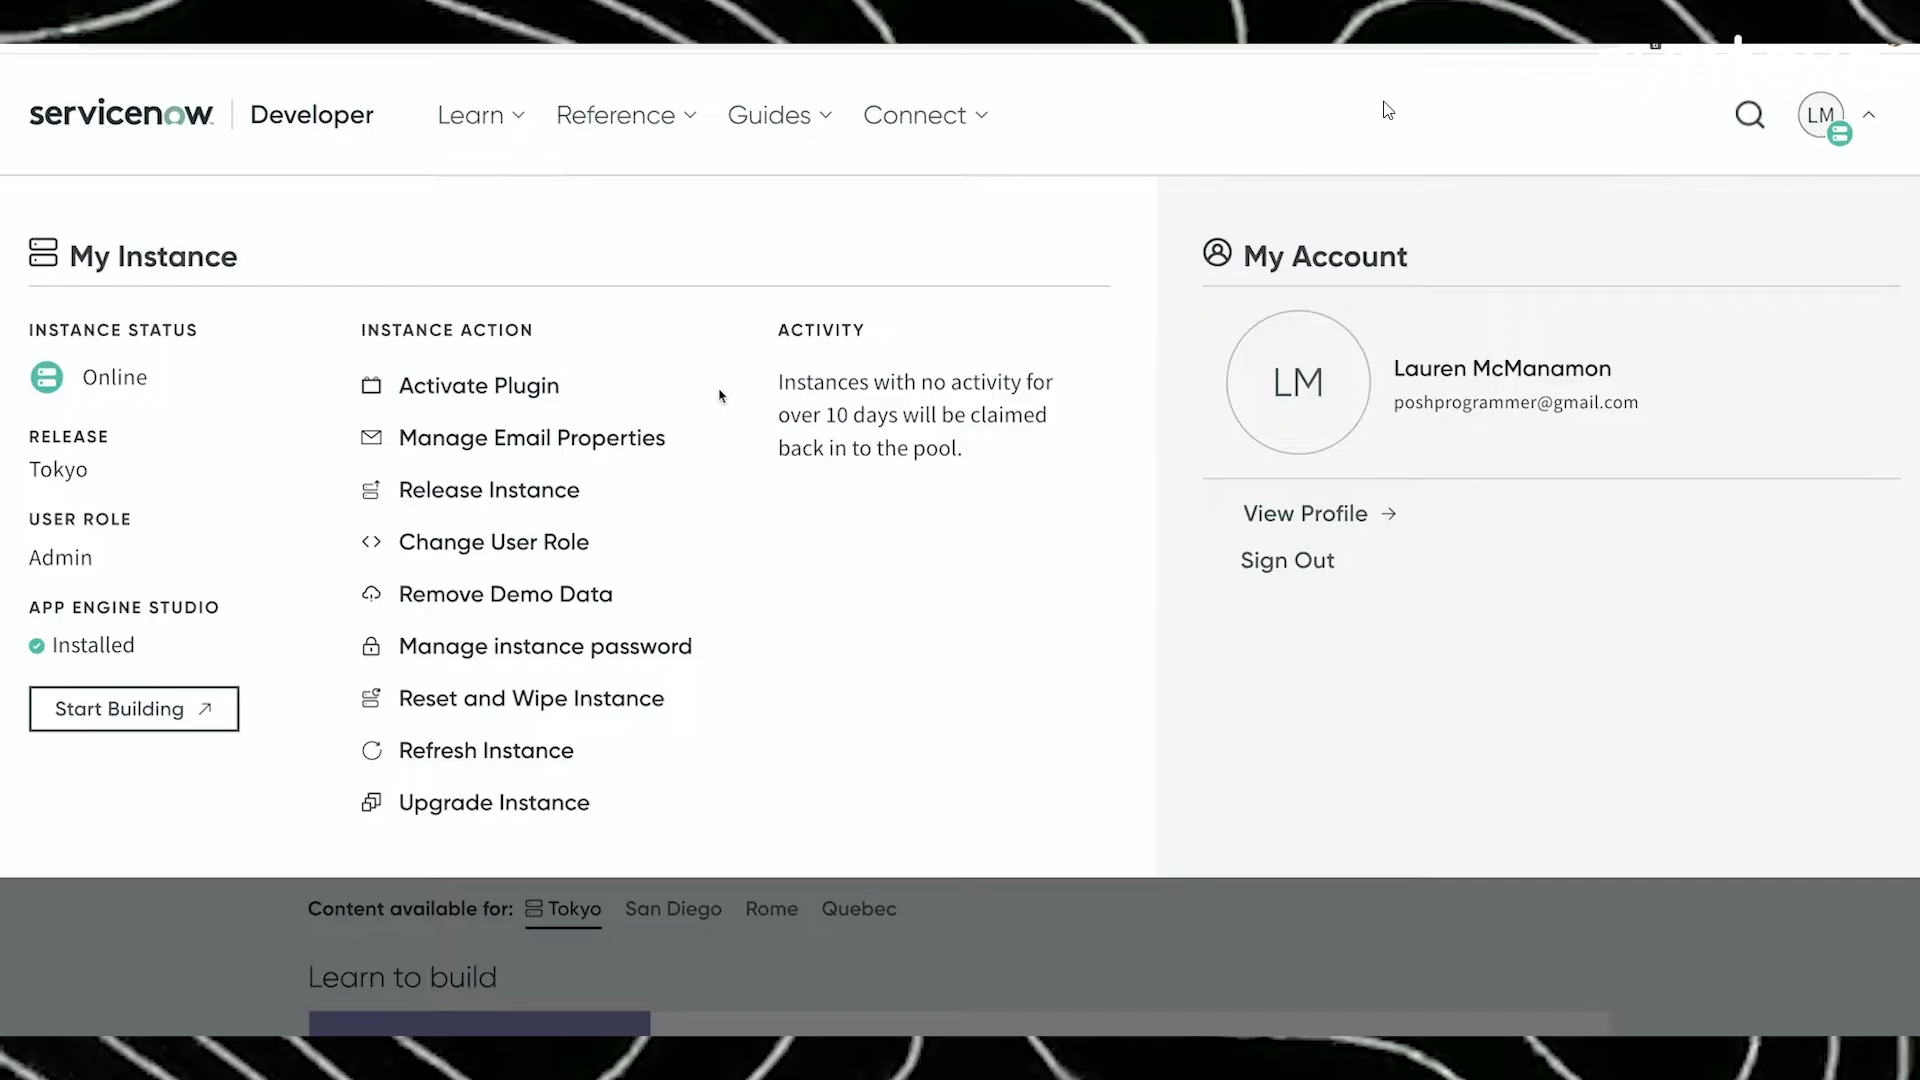 servicenow Developer Learn Reference Guides Connect LM
My Instance
INSTANCE STATUS
Online
RELEASE
Tokyo
USER ROLE
Admin
APP ENGINE STUDIO
Installed
Start Building
INSTANCE ACTION
Activate Plugin
Manage Email Properties
Release Instance
Change User Role
Remove Demo Data
Manage instance password
Reset and Wipe Instance
Refresh Instance
Upgrade Instance
ACTIVITY
Instances with no activity for
over 10 days will be claimed
back in to the pool.
My Account
LM
Lauren McManamon
poshprogrammer@gmail.com
View Profile
Sign Out
Content available for: Tokyo San Diego Rome Quebec
Learn to build